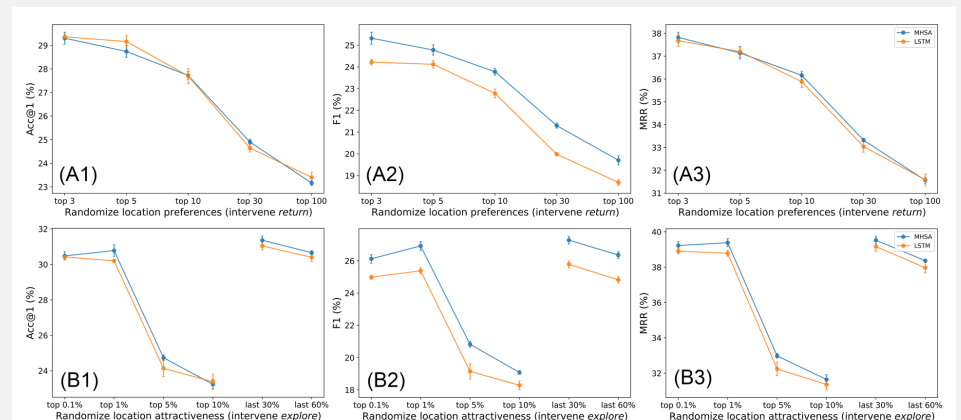 29
28
27
26
25
24
23
Acc@1 (%)
(A1)
top 3 top 5 top 10 top 30 top 100
Randomize location preferences (intervene return)
25
24
23
22
21
20
19
F1 (%)
(A2)
top 3 top 5 top 10 top 30 top 100
Randomize location preferences (intervene return)
38
37
36
35
34
33
32
31
MRR (%)
MHSA
LSTM
(A3)
top 3 top 5 top 10 top 30 top 100
Randomize location preferences (intervene return)
32
30
28
26
24
Acc@1 (%)
(B1)
top 0.1% top 1% top 5% top 10% last 30% last 60%
Randomize location attractiveness (intervene explore)
26
24
22
20
18
F1 (%)
(B2)
top 0.1% top 1% top 5% top 10% last 30% last 60%
Randomize location attractiveness (intervene explore)
40
38
36
34
32
MRR (%)
MHSA
LSTM
(B3)
top 0.1% top 1% top 5% top 10% last 30% last 60%
Randomize location attractiveness (intervene explore)